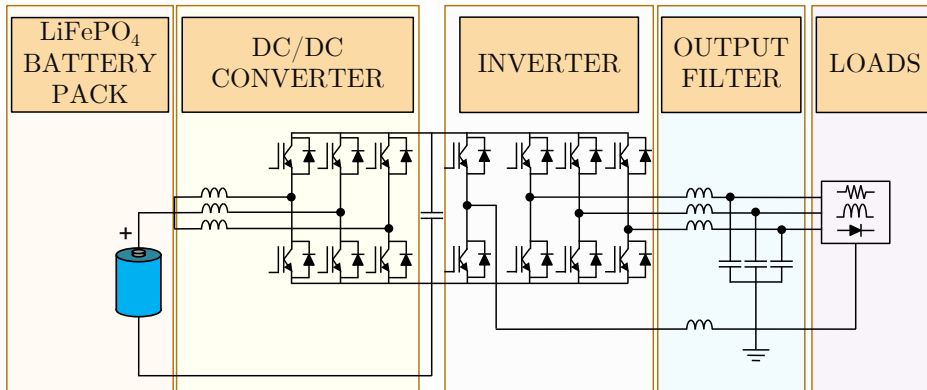 LiFePO₄
BATTERY
PACK
DC/DC
CONVERTER
INVERTER
OUTPUT
FILTER
LOADS
+